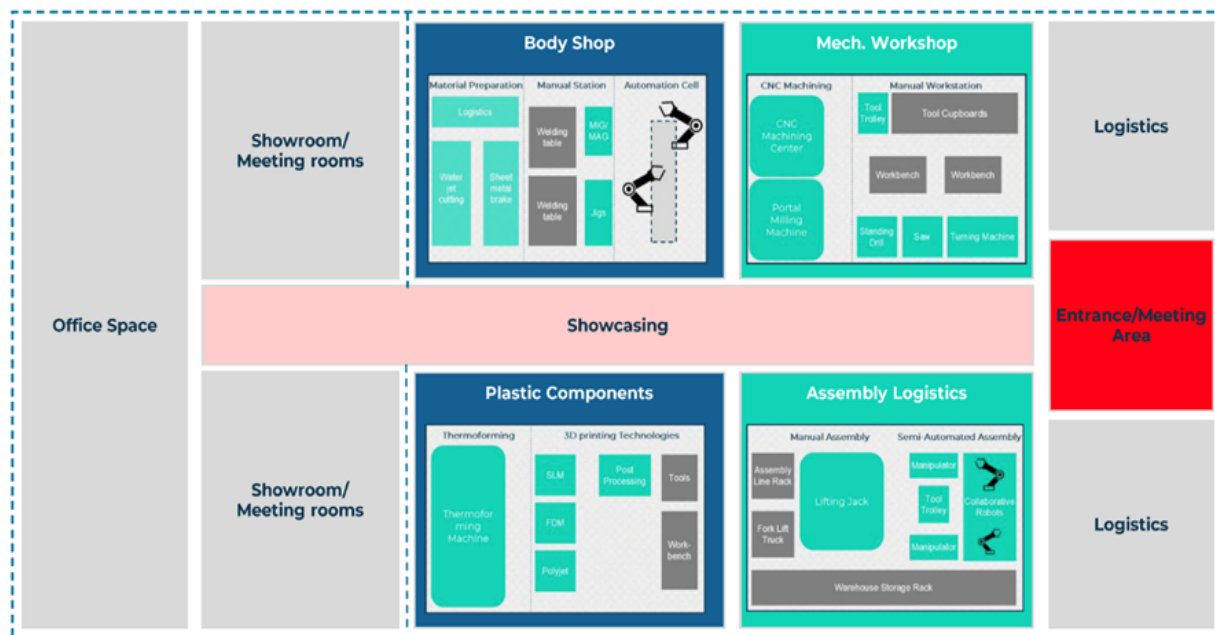 Office Space
Showroom/
Meeting rooms
Body Shop
Material Preparation
Manual Station
Automation Cell
Logistics
Water
jet
cutting
Sheet
metal
brake
Welding
table
MIG/
MAG
Welding
table
Jigs
Mech. Workshop
CNC Machining
Manual Workstation
CNC
Machining
Center
Portal
Milling
Machine
Tool
Trolley
Tool Cupboards
Workbench
Workbench
Standing
Drill
Saw
Turning Machine
Logistics
Showcasing
Entrance/Meeting
Area
Showroom/
Meeting rooms
Plastic Components
Thermoforming
3D printing Technologies
Thermofor
ming
Machine
SLM
FDM
Polyjet
Post
Processing
Tools
Work-
bench
Assembly Logistics
Manual Assembly
Semi-Automated Assembly
Assembly
Line Rack
Fork Lift
Truck
Lifting Jack
Manipulator
Tool
Trolley
Manipulator
Collaborative
Robots
Warehouse Storage Rack
Logistics